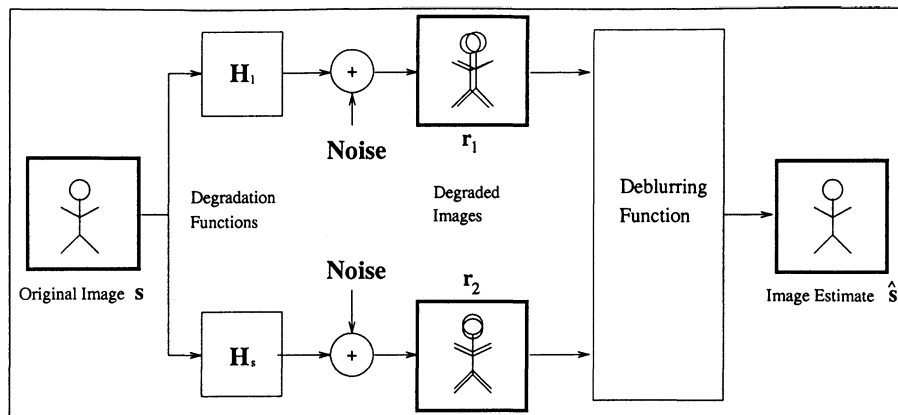 H₁
+
Noise
r₁
Degradation
Functions
Degraded
Images
Deblurring
Function
Original Image s
Image Estimate ŝ
Noise
r₂
Hₛ
+